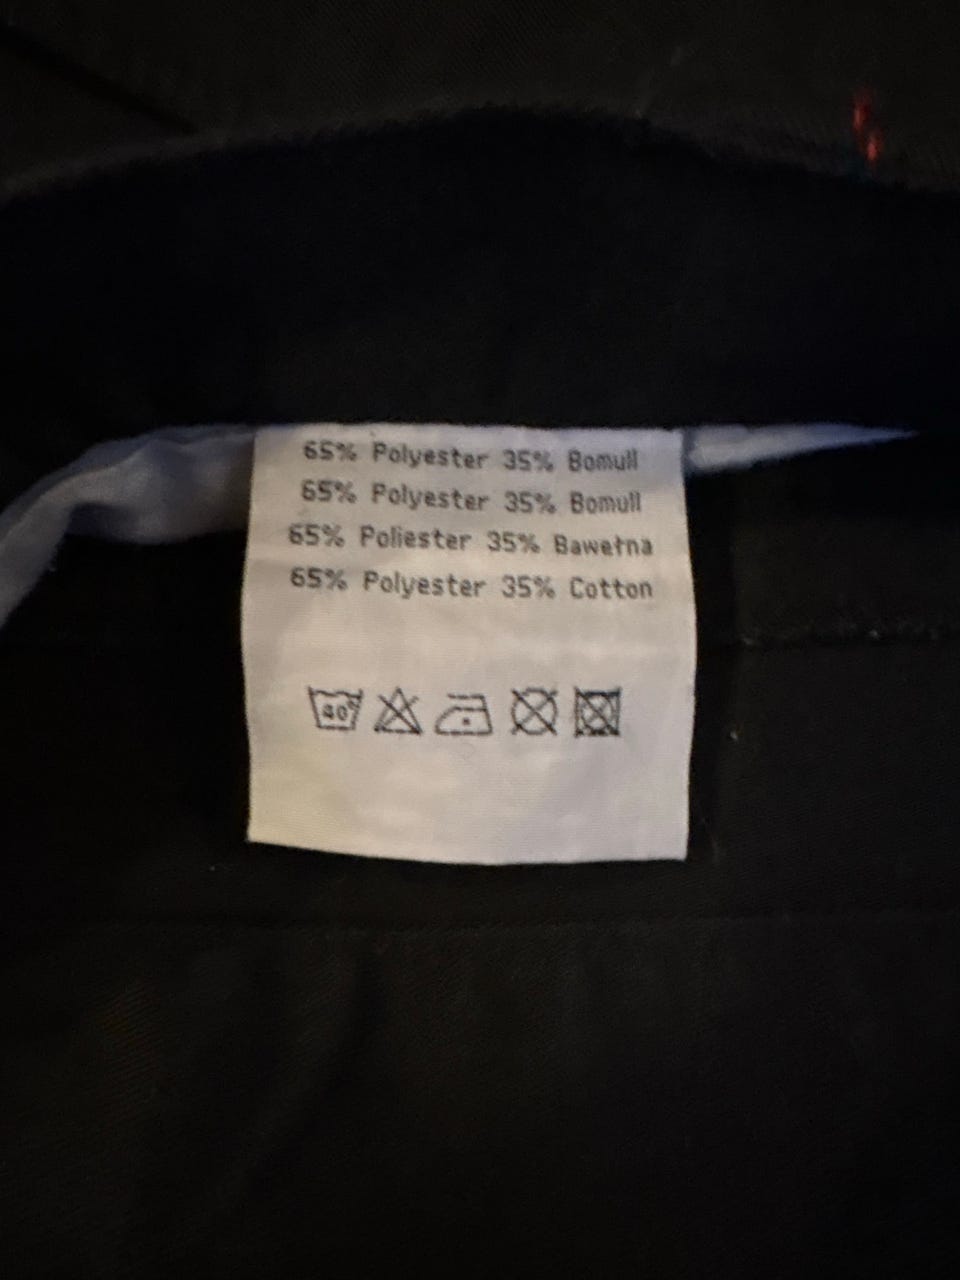 65% Polyester 35% Bomull
65% Polyester 35% Bomull
65% Poliester 35% Bawełna
65% Polyester 35% Cotton
40°